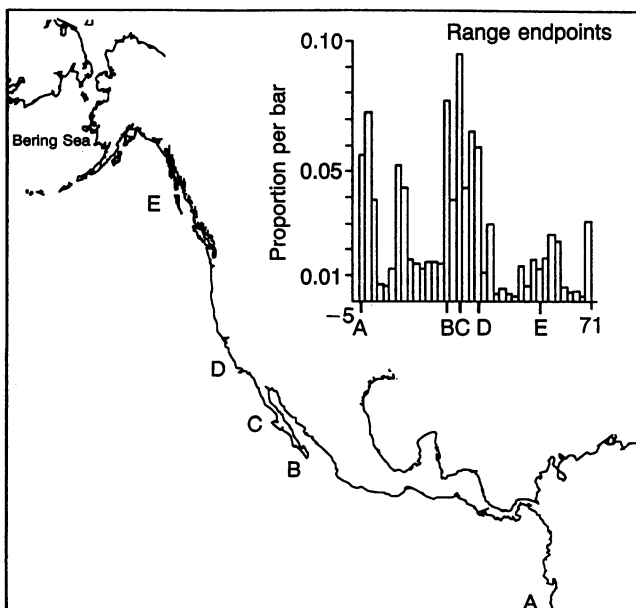 Range endpoints
0.10
0.05
0.01
Proportion per bar
−5
A
B
C
D
E
71
Bering Sea
E
D
C
B
A